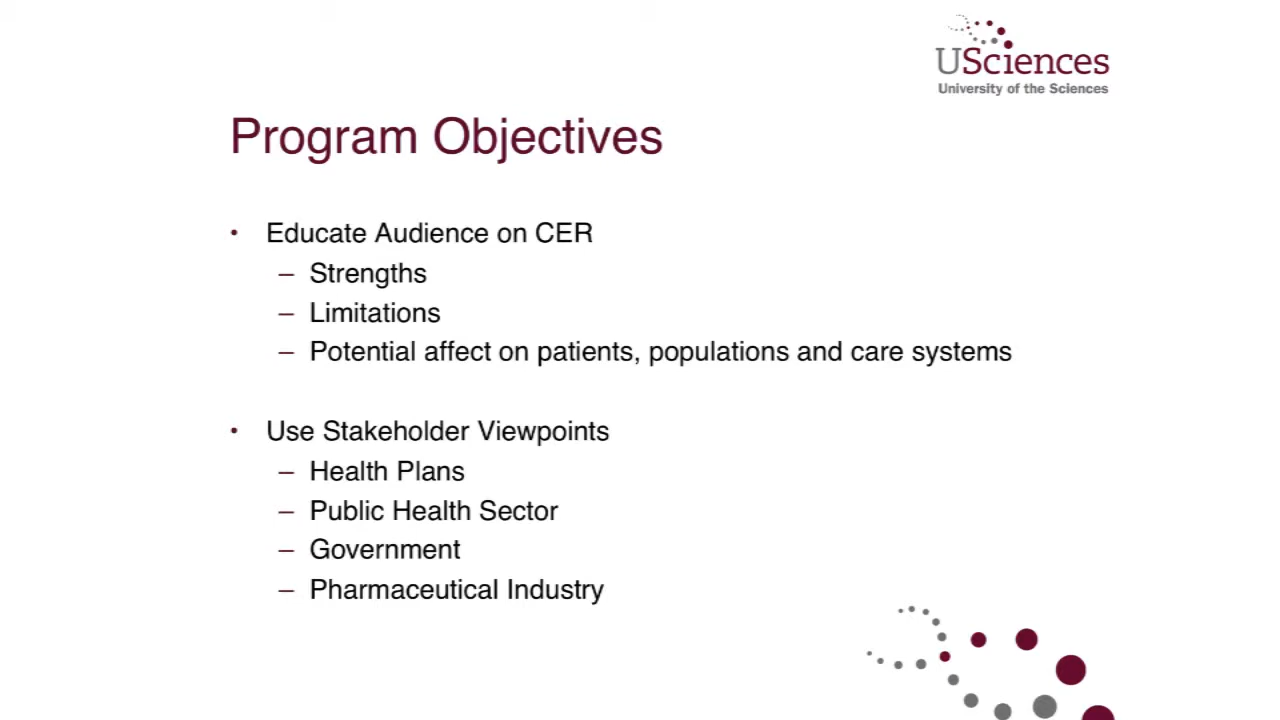 USciences
University of the Sciences
Program Objectives
• Educate Audience on CER
– Strengths
– Limitations
– Potential affect on patients, populations and care systems
• Use Stakeholder Viewpoints
– Health Plans
– Public Health Sector
– Government
– Pharmaceutical Industry